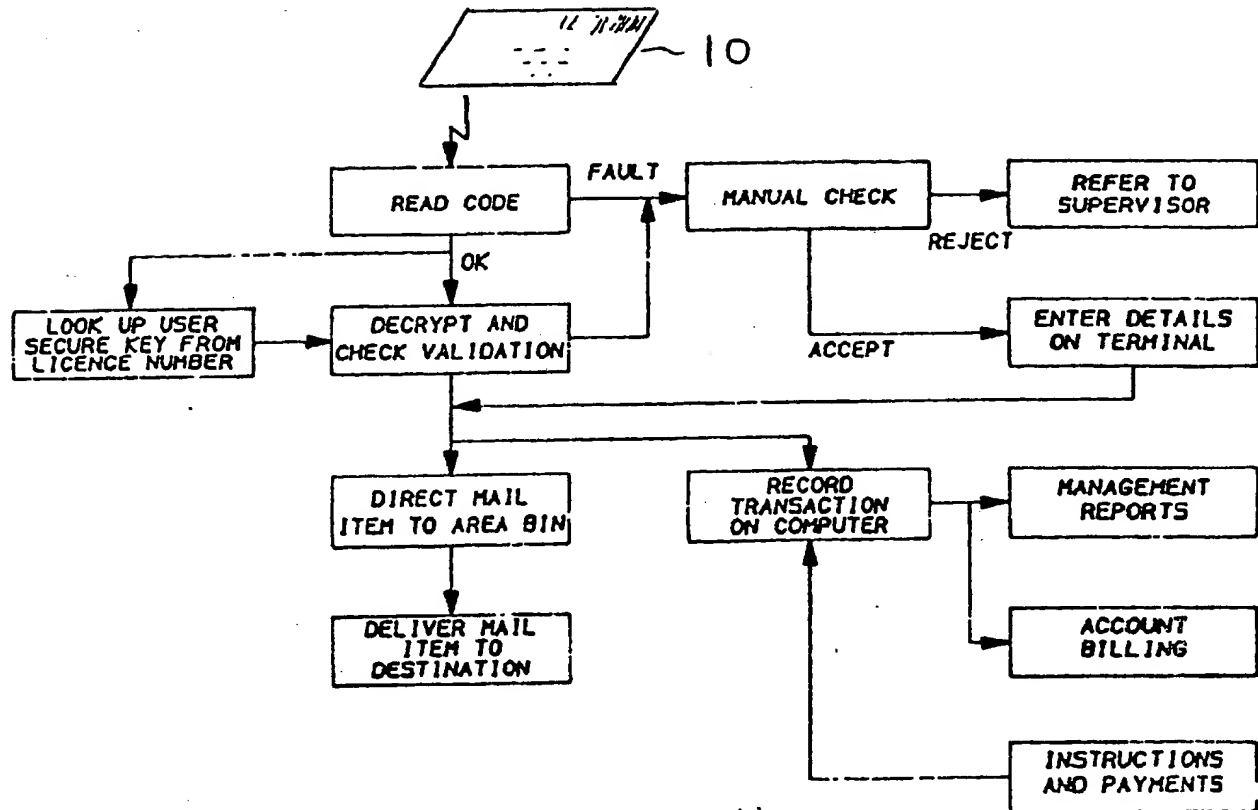 10
READ CODE
FAULT
MANUAL CHECK
REFER TO
SUPERVISOR
REJECT
OK
LOOK UP USER
SECURE KEY FROM
LICENCE NUMBER
DECRYPT AND
CHECK VALIDATION
ACCEPT
ENTER DETAILS
ON TERMINAL
DIRECT MAIL
ITEM TO AREA BIN
RECORD
TRANSACTION
ON COMPUTER
MANAGEMENT
REPORTS
DELIVER MAIL
ITEM TO
DESTINATION
ACCOUNT
BILLING
INSTRUCTIONS
AND PAYMENTS